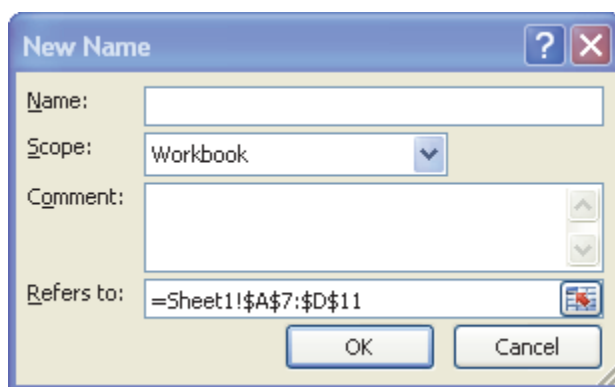 New Name
Name:
Scope: Workbook
Comment:
Refers to: =Sheet1!$A$7:$D$11
OK Cancel